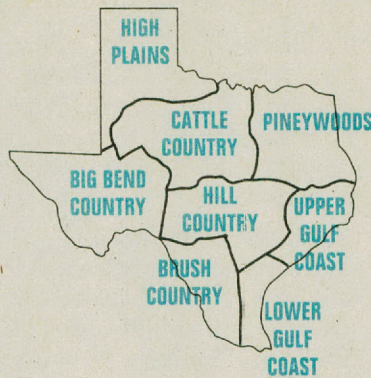 HIGH
PLAINS
CATTLE
COUNTRY
PINEYWOODS
BIG BEND
COUNTRY
HILL
COUNTRY
UPPER
GULF
COAST
BRUSH
COUNTRY
LOWER
GULF
COAST